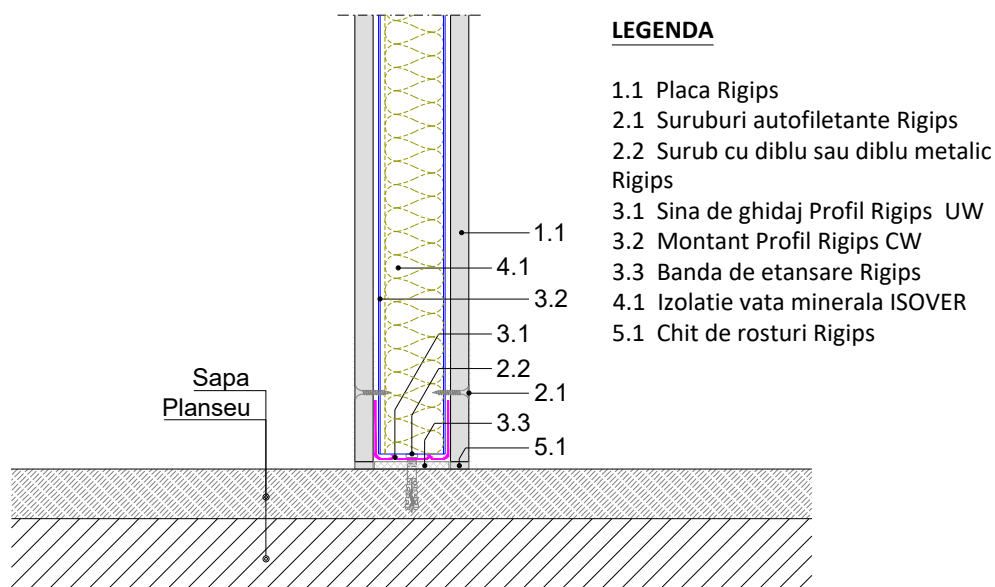 LEGENDA
1.1 Placa Rigips
2.1 Suruburi autofiletante Rigips
2.2 Surub cu diblu sau diblu metalic
Rigips
3.1 Sina de ghidaj Profil Rigips UW
3.2 Montant Profil Rigips CW
3.3 Banda de etansare Rigips
4.1 Izolatie vata minerala ISOVER
5.1 Chit de rosturi Rigips
1.1
4.1
3.2
3.1
2.2
2.1
3.3
5.1
Sapa
Planseu